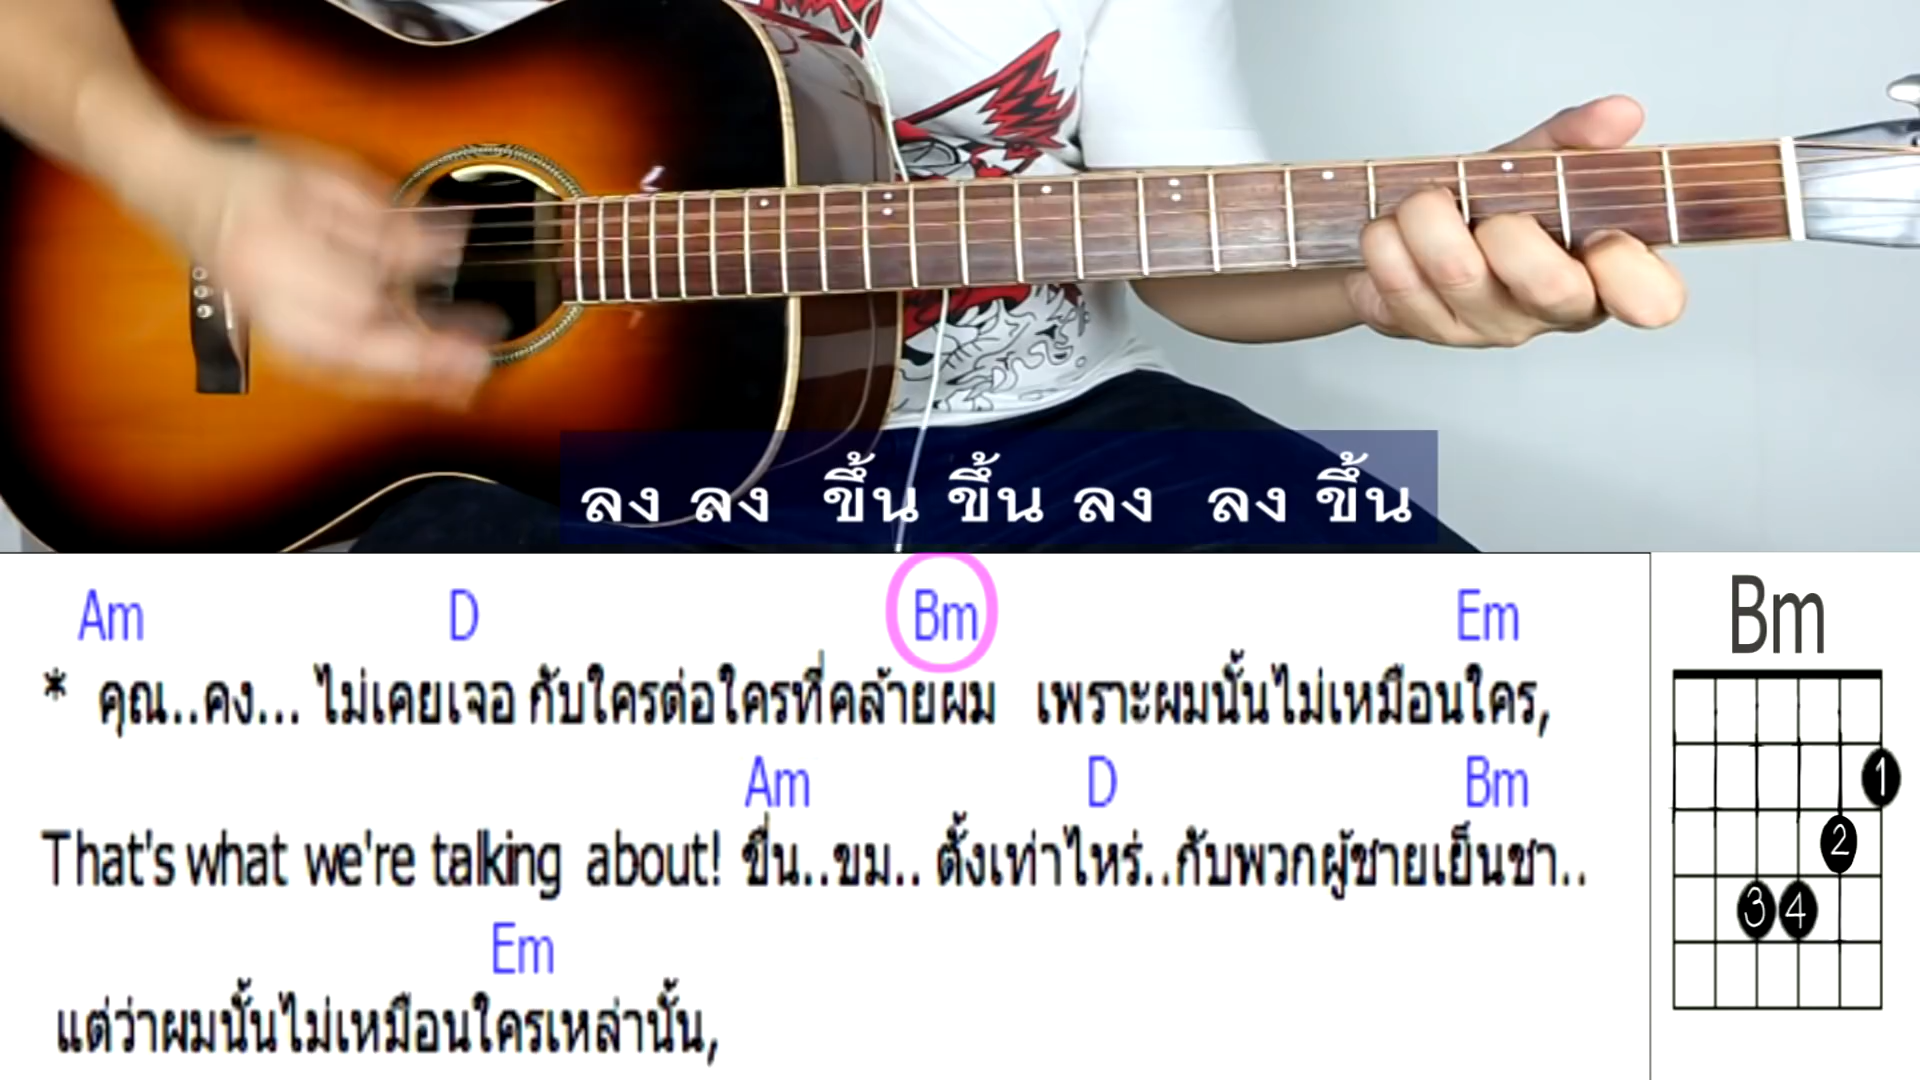 ลง ลง ขึ้น ขึ้น ลง ลง ขึ้น
Am D Bm Em
* คุณ..คง... ไม่เคยเจอ กับใครต่อใครที่คล้ายผม เพราะผมนั้นไม่เหมือนใคร,
Am D Bm
That's what we're talking about! ขื่น..ขม.. ตั้งเท่าไหร่..กับพวกผู้ชายเย็นชา..
Em
แต่ว่าผมนั้นไม่เหมือนใครเหล่านั้น,
Bm
1
2
3 4